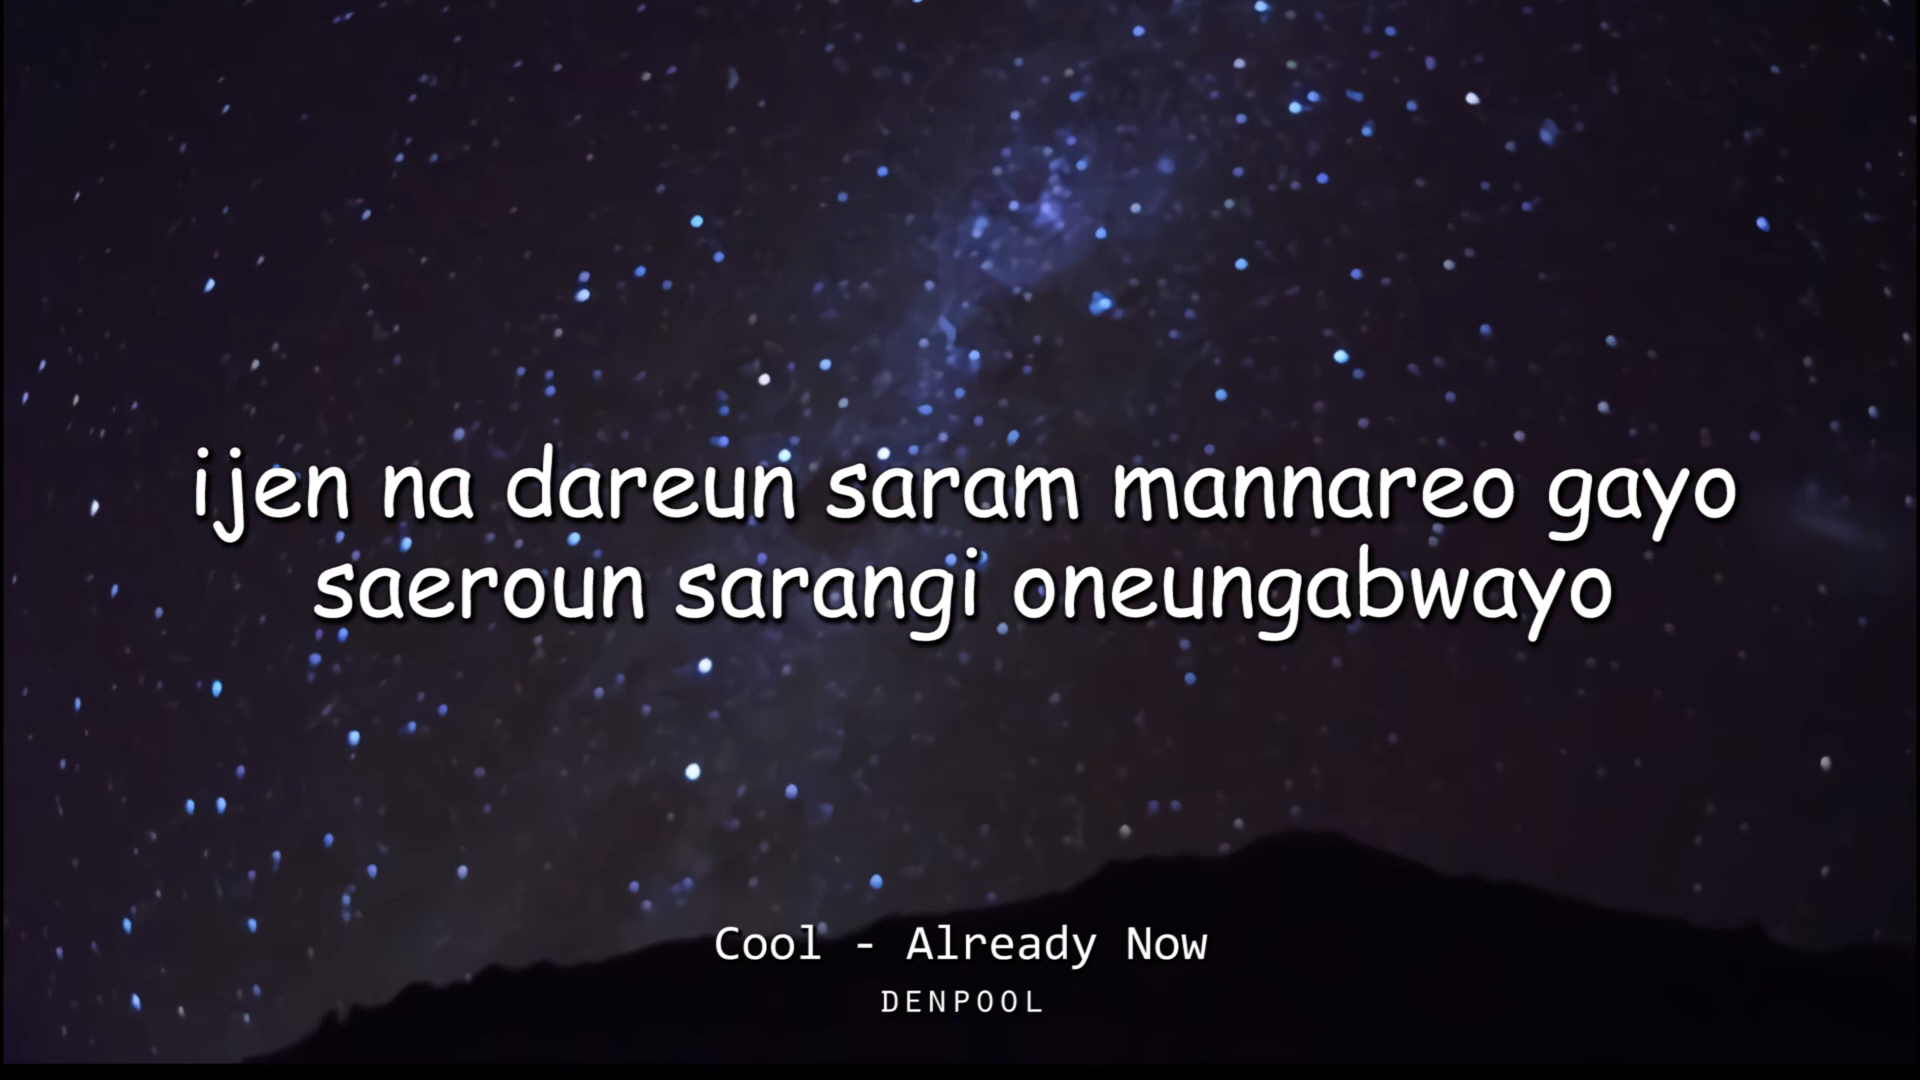 ijen na dareun saram mannareo gayo
saeroun sarangi oneungabwayo
Cool - Already Now
DENPOOL